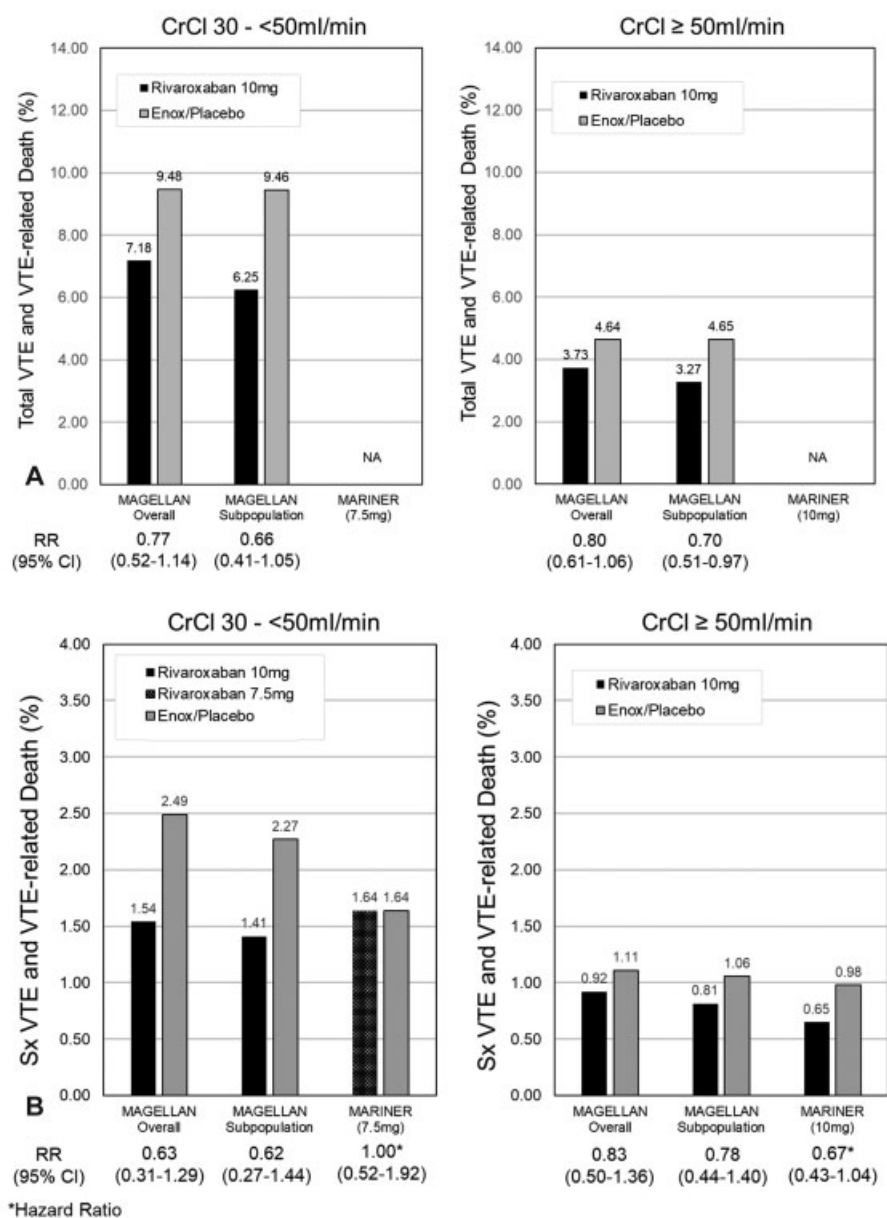 CrCl 30 - <50ml/min
14.00
12.00
10.00
8.00
6.00
4.00
2.00
0.00
Total VTE and VTE-related Death (%)
Rivaroxaban 10mg
Enox/Placebo
7.18
9.48
6.25
9.46
NA
A
MAGELLAN Overall
MAGELLAN Subpopulation
MARINER (7.5mg)
RR (95% CI)
0.77 (0.52-1.14)
0.66 (0.41-1.05)
CrCl ≥ 50ml/min
14.00
12.00
10.00
8.00
6.00
4.00
2.00
0.00
Total VTE and VTE-related Death (%)
Rivaroxaban 10mg
Enox/Placebo
3.73
4.64
3.27
4.65
NA
MAGELLAN Overall
MAGELLAN Subpopulation
MARINER (10mg)
0.80 (0.61-1.06)
0.70 (0.51-0.97)
CrCl 30 - <50ml/min
4.00
3.50
3.00
2.50
2.00
1.50
1.00
0.50
0.00
Sx VTE and VTE-related Death (%)
Rivaroxaban 10mg
Rivaroxaban 7.5mg
Enox/Placebo
1.54
2.49
1.41
2.27
1.64
1.64
B
MAGELLAN Overall
MAGELLAN Subpopulation
MARINER (7.5mg)
RR (95% CI)
0.63 (0.31-1.29)
0.62 (0.27-1.44)
1.00* (0.52-1.92)
CrCl ≥ 50ml/min
4.00
3.50
3.00
2.50
2.00
1.50
1.00
0.50
0.00
Sx VTE and VTE-related Death (%)
Rivaroxaban 10mg
Enox/Placebo
0.92
1.11
0.81
1.06
0.65
0.98
MAGELLAN Overall
MAGELLAN Subpopulation
MARINER (10mg)
0.83 (0.50-1.36)
0.78 (0.44-1.40)
0.67* (0.43-1.04)
*Hazard Ratio